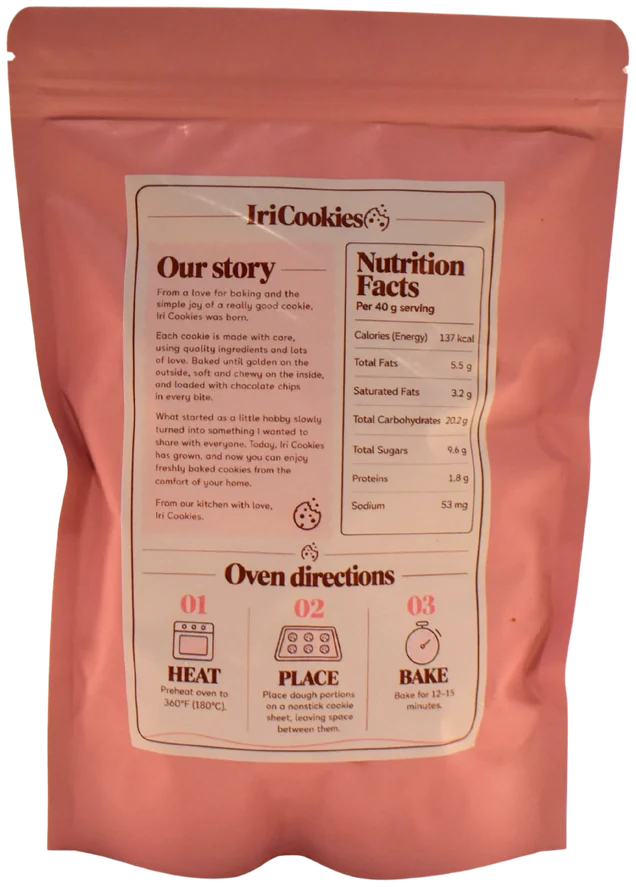 IriCookies
Our story
From a love for baking and the
simple joy of a really good cookie,
Iri Cookies was born.
Each cookie is made with care,
using quality ingredients and lots
of love. Baked until golden on the
outside, soft and chewy on the inside,
and loaded with chocolate chips
in every bite.
What started as a little hobby slowly
turned into something I wanted to
share with everyone. Today, Iri Cookies
has grown, and now you can enjoy
freshly baked cookies from the
comfort of your home.
From our kitchen with love,
Iri Cookies.
Nutrition
Facts
Per 40 g serving
Calories (Energy) 137 kcal
Total Fats 5.5 g
Saturated Fats 3.2 g
Total Carbohydrates 20.2 g
Total Sugars 9.6 g
Proteins 1.8 g
Sodium 53 mg
Oven directions
01
HEAT
Preheat oven to
360°F (180°C).
02
PLACE
Place dough portions
on a nonstick cookie
sheet, leaving space
between them.
03
BAKE
Bake for 12-15
minutes.